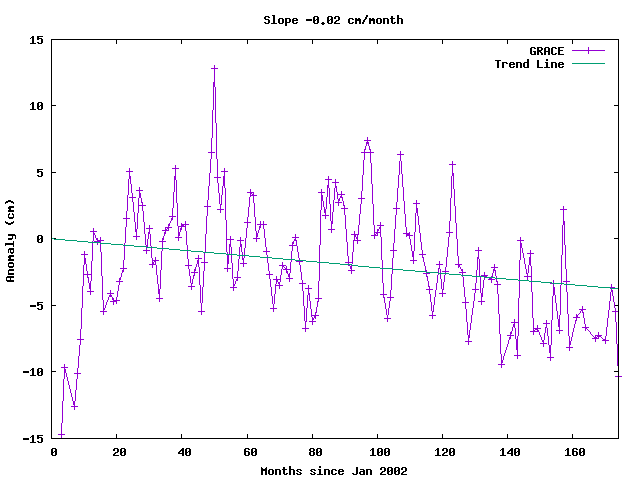 Slope -0.02 cm/month
GRACE
Trend Line
15
10
5
0
-5
-10
-15
Anomaly (cm)
0 20 40 60 80 100 120 140 160
Months since Jan 2002